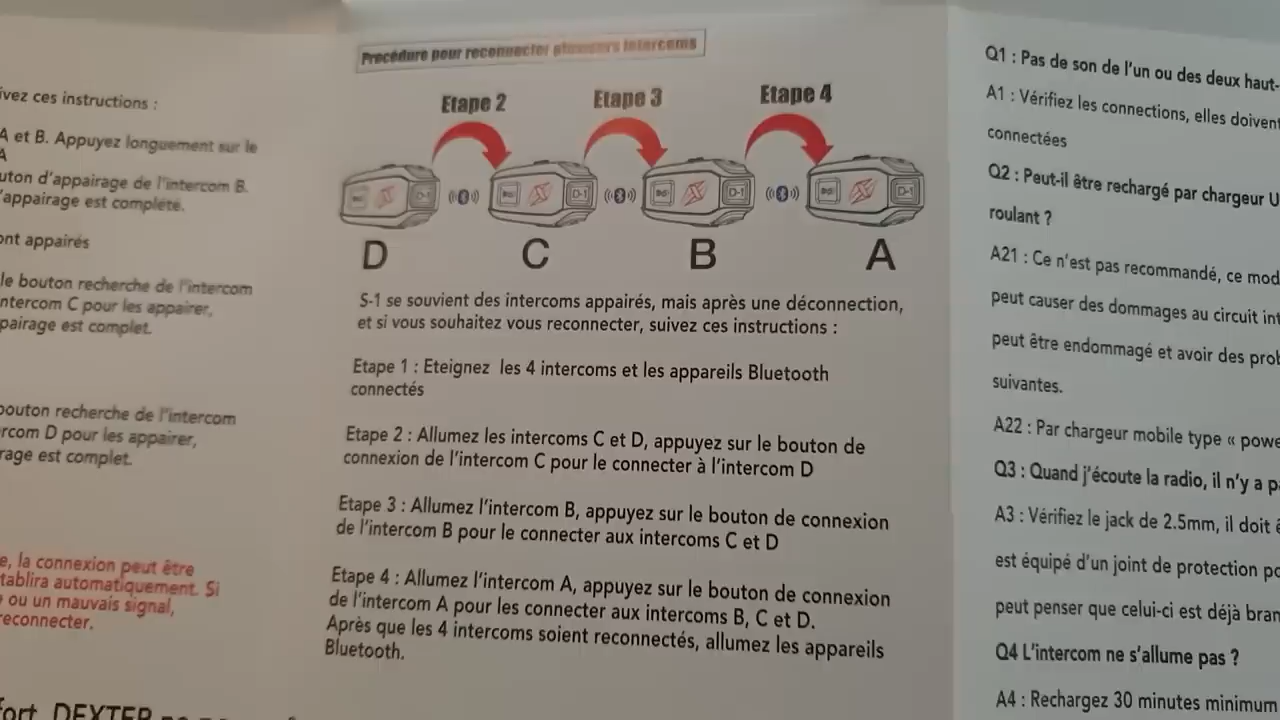 ivez ces instructions :
A et B. Appuyez longuement sur le
A
uton d'appairage de l'intercom B.
'appairage est complète.
ont appairés
le bouton recherche de l'intercom
ntercom C pour les appairer,
pairage est complet.
bouton recherche de l'intercom
rcom D pour les appairer,
rage est complet.
e, la connexion peut être
tablira automatiquement. Si
ou un mauvais signal,
reconnecter.
fort, DEXTER
Procédure pour reconnecter plusieurs intercoms
Etape 2 Etape 3 Etape 4
D-1 D-1 D-1 D-1
D C B A
S-1 se souvient des intercoms appairés, mais après une déconnection,
et si vous souhaitez vous reconnecter, suivez ces instructions :
Etape 1 : Eteignez les 4 intercoms et les appareils Bluetooth
connectés
Etape 2 : Allumez les intercoms C et D, appuyez sur le bouton de
connexion de l'intercom C pour le connecter à l'intercom D
Etape 3 : Allumez l'intercom B, appuyez sur le bouton de connexion
de l'intercom B pour le connecter aux intercoms C et D
Etape 4 : Allumez l'intercom A, appuyez sur le bouton de connexion
de l'intercom A pour les connecter aux intercoms B, C et D.
Après que les 4 intercoms soient reconnectés, allumez les appareils
Bluetooth.
Q1 : Pas de son de l'un ou des deux haut-
A1 : Vérifiez les connections, elles doivent
connectées
Q2 : Peut-il être rechargé par chargeur U
roulant ?
A21 : Ce n'est pas recommandé, ce mod
peut causer des dommages au circuit int
peut être endommagé et avoir des prob
suivantes.
A22 : Par chargeur mobile type « powe
Q3 : Quand j'écoute la radio, il n'y a pa
A3 : Vérifiez le jack de 2.5mm, il doit ê
est équipé d'un joint de protection po
peut penser que celui-ci est déjà bran
Q4 L'intercom ne s'allume pas ?
A4 : Rechargez 30 minutes minimum